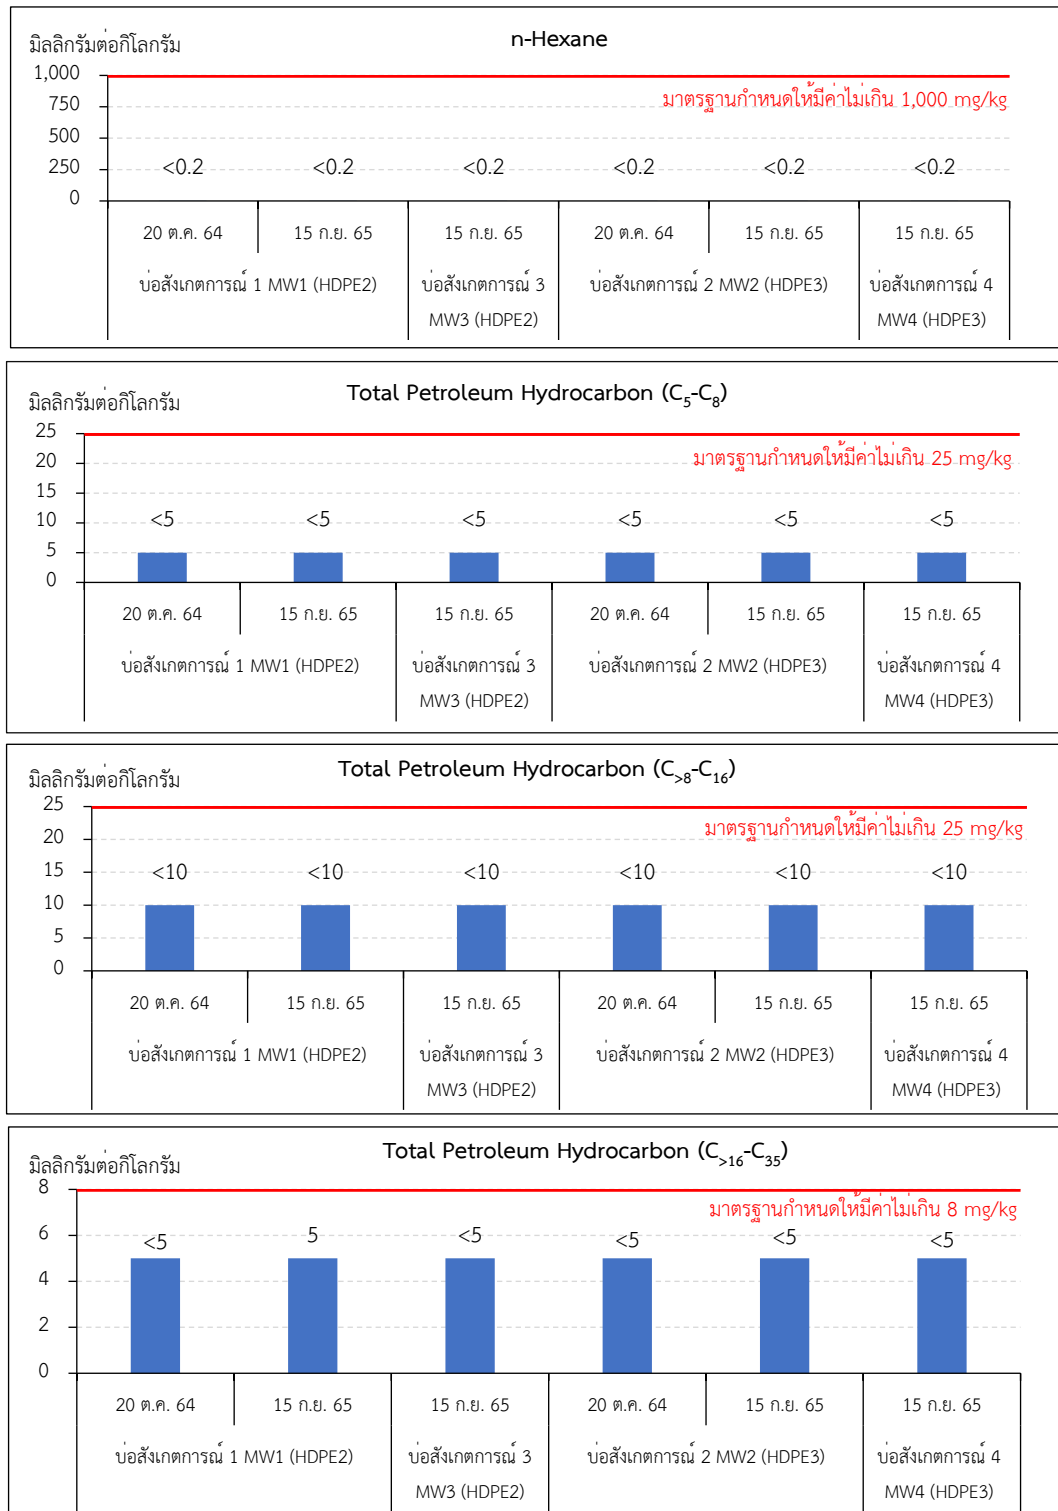 n-Hexane
มิลลิกรัมต่อกิโลกรัม
1,000
มาตรฐานกำหนดให้มีค่าไม่เกิน 1,000 mg/kg
750
500
250
<0.2 <0.2 <0.2 <0.2 <0.2 <0.2
0
20 ต.ค. 64 15 ก.ย. 65 15 ก.ย. 65 20 ต.ค. 64 15 ก.ย. 65 15 ก.ย. 65
บ่อสังเกตการณ์ 1 MW1 (HDPE2) บ่อสังเกตการณ์ 3 บ่อสังเกตการณ์ 2 MW2 (HDPE3) บ่อสังเกตการณ์ 4
MW3 (HDPE2) MW4 (HDPE3)
Total Petroleum Hydrocarbon (C5-C8)
มิลลิกรัมต่อกิโลกรัม
25
มาตรฐานกำหนดให้มีค่าไม่เกิน 25 mg/kg
20
15
10
<5 <5 <5 <5 <5 <5
5
0
20 ต.ค. 64 15 ก.ย. 65 15 ก.ย. 65 20 ต.ค. 64 15 ก.ย. 65 15 ก.ย. 65
บ่อสังเกตการณ์ 1 MW1 (HDPE2) บ่อสังเกตการณ์ 3 บ่อสังเกตการณ์ 2 MW2 (HDPE3) บ่อสังเกตการณ์ 4
MW3 (HDPE2) MW4 (HDPE3)
Total Petroleum Hydrocarbon (C>8-C16)
มิลลิกรัมต่อกิโลกรัม
25
มาตรฐานกำหนดให้มีค่าไม่เกิน 25 mg/kg
20
15
<10 <10 <10 <10 <10 <10
10
5
0
20 ต.ค. 64 15 ก.ย. 65 15 ก.ย. 65 20 ต.ค. 64 15 ก.ย. 65 15 ก.ย. 65
บ่อสังเกตการณ์ 1 MW1 (HDPE2) บ่อสังเกตการณ์ 3 บ่อสังเกตการณ์ 2 MW2 (HDPE3) บ่อสังเกตการณ์ 4
MW3 (HDPE2) MW4 (HDPE3)
Total Petroleum Hydrocarbon (C>16-C35)
มิลลิกรัมต่อกิโลกรัม
8
มาตรฐานกำหนดให้มีค่าไม่เกิน 8 mg/kg
6
<5 5 <5 <5 <5 <5
4
2
0
20 ต.ค. 64 15 ก.ย. 65 15 ก.ย. 65 20 ต.ค. 64 15 ก.ย. 65 15 ก.ย. 65
บ่อสังเกตการณ์ 1 MW1 (HDPE2) บ่อสังเกตการณ์ 3 บ่อสังเกตการณ์ 2 MW2 (HDPE3) บ่อสังเกตการณ์ 4
MW3 (HDPE2) MW4 (HDPE3)